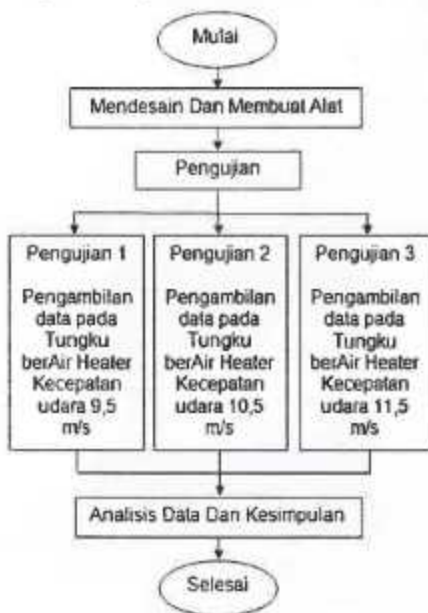 Mulai
Mendesain Dan Membuat Alat
Pengujian
Pengujian 1
Pengambilan
data pada
Tungku
berAir Heater
Kecepatan
udara 9,5
m/s
Pengujian 2
Pengambilan
data pada
Tungku
berAir Heater
Kecepatan
udara 10,5
m/s
Pengujian 3
Pengambilan
data pada
Tungku
berAir Heater
Kecepatan
udara 11,5
m/s
Analisis Data Dan Kesimpulan
Selesai